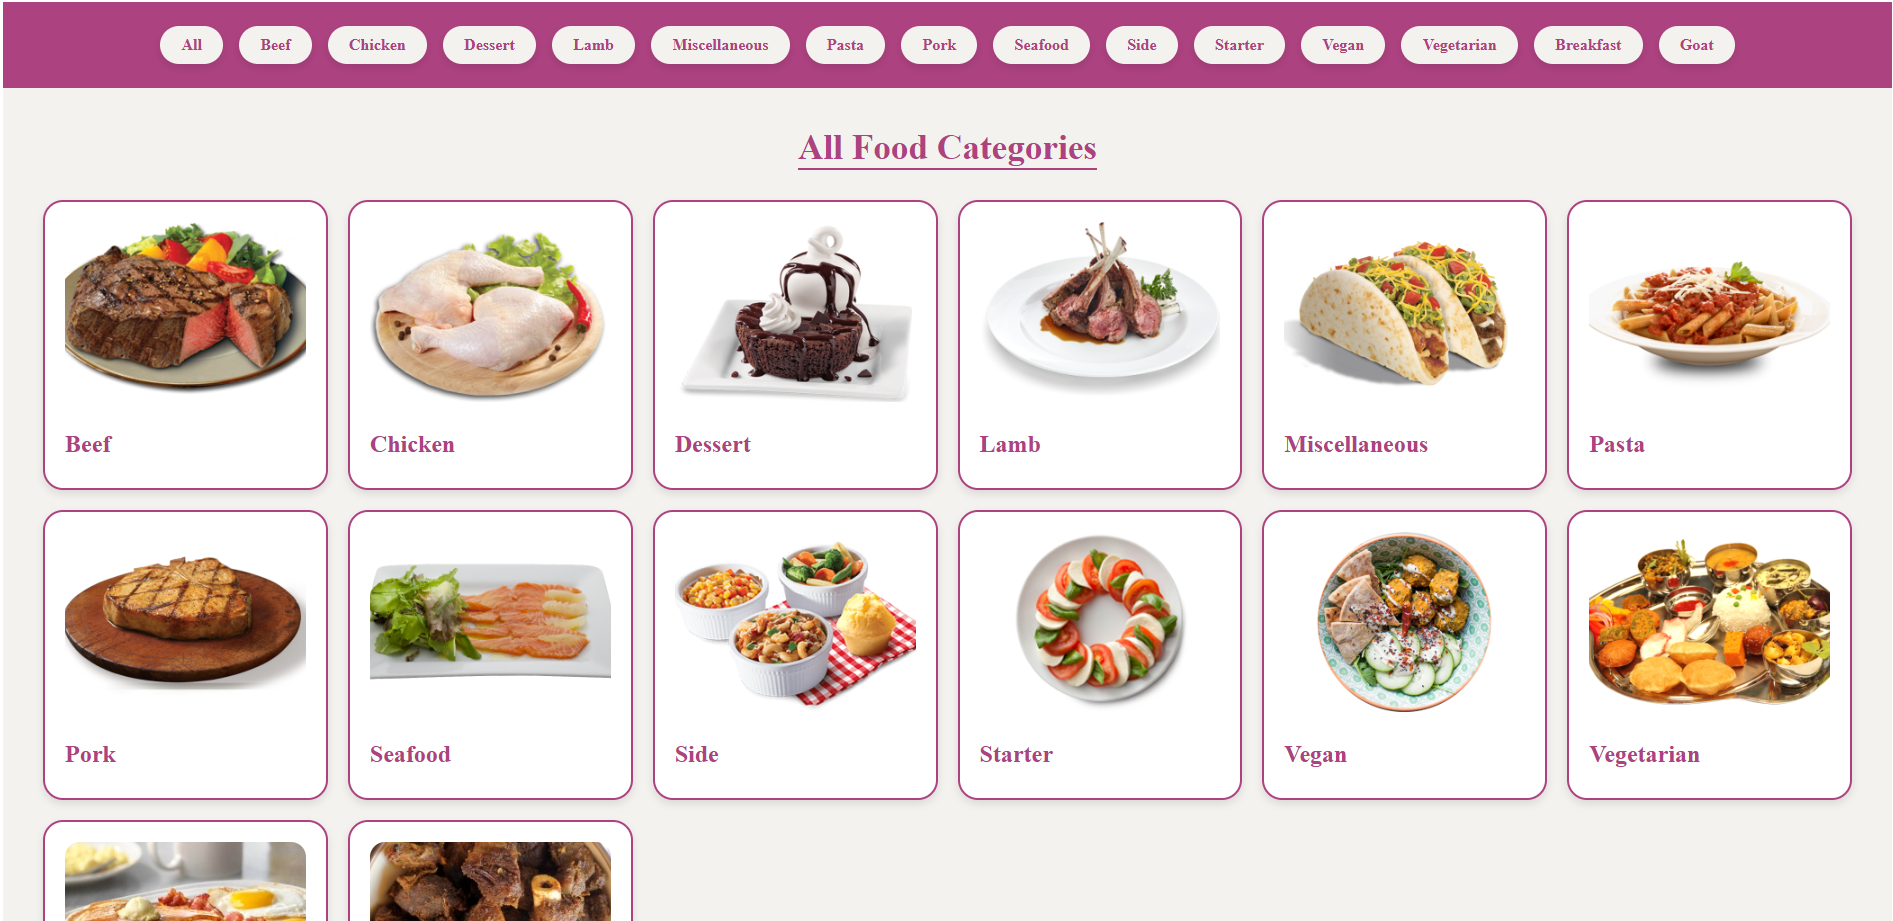 All Beef Chicken Dessert Lamb Miscellaneous Pasta Pork Seafood Side Starter Vegan Vegetarian Breakfast Goat
All Food Categories
Beef Chicken Dessert Lamb Miscellaneous Pasta
Pork Seafood Side Starter Vegan Vegetarian